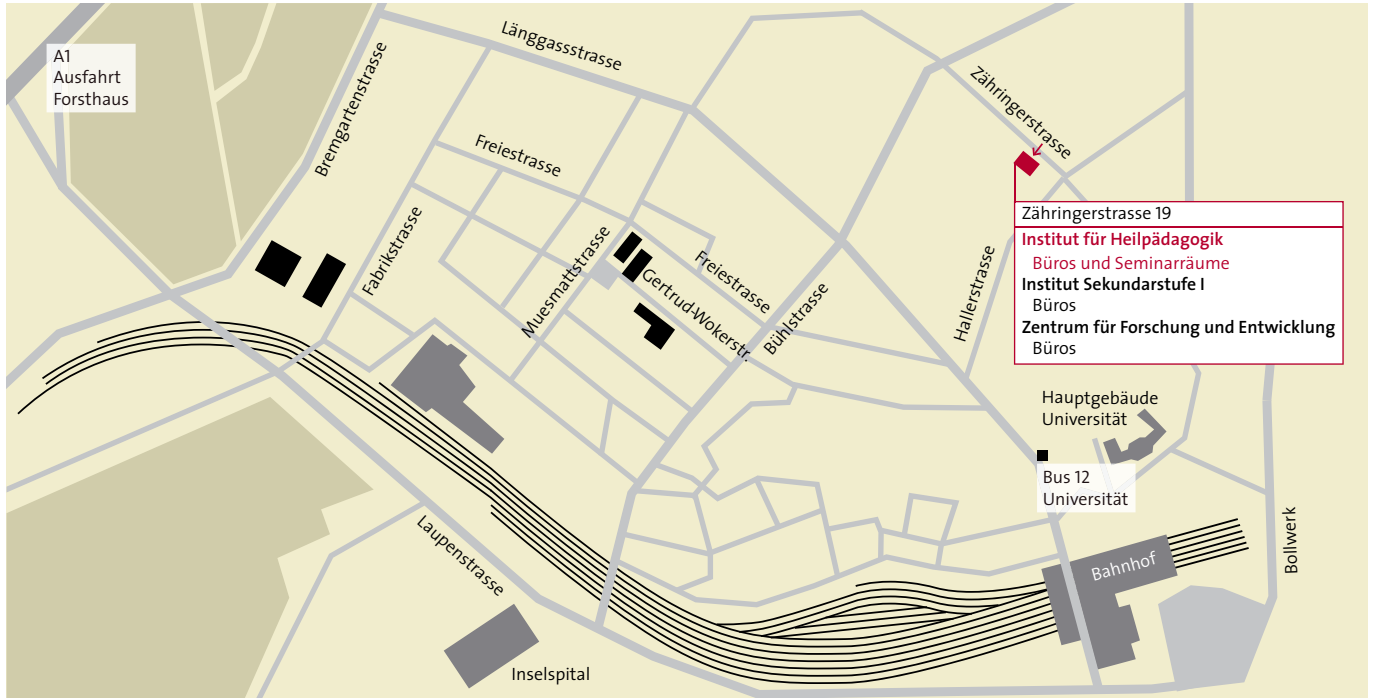 A1
Ausfahrt
Forsthaus
Bremgartenstrasse
Länggassstrasse
Zähringerstrasse
Freiestrasse
Fabrikstrasse
Muesmattstrasse
Gertrud-Wokerstr.
Freiestrasse
Bühlstrasse
Hallerstrasse
Zähringerstrasse 19
Institut für Heilpädagogik
Büros und Seminarräume
Institut Sekundarstufe I
Büros
Zentrum für Forschung und Entwicklung
Büros
Hauptgebäude
Universität
Bus 12
Universität
Laupenstrasse
Bollwerk
Bahnhof
Inselspital